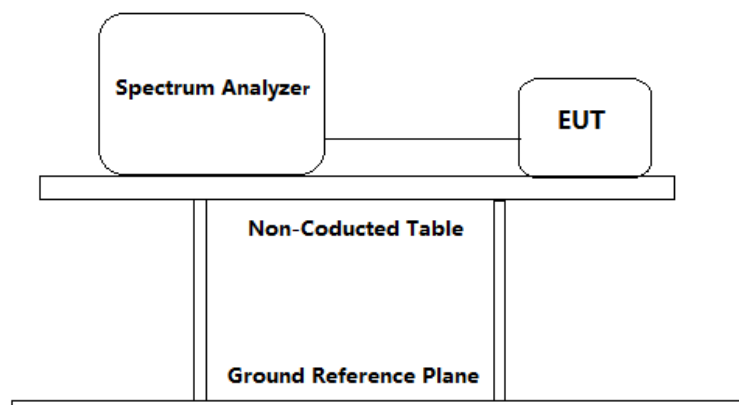 Spectrum Analyzer
EUT
Non-Coducted Table
Ground Reference Plane